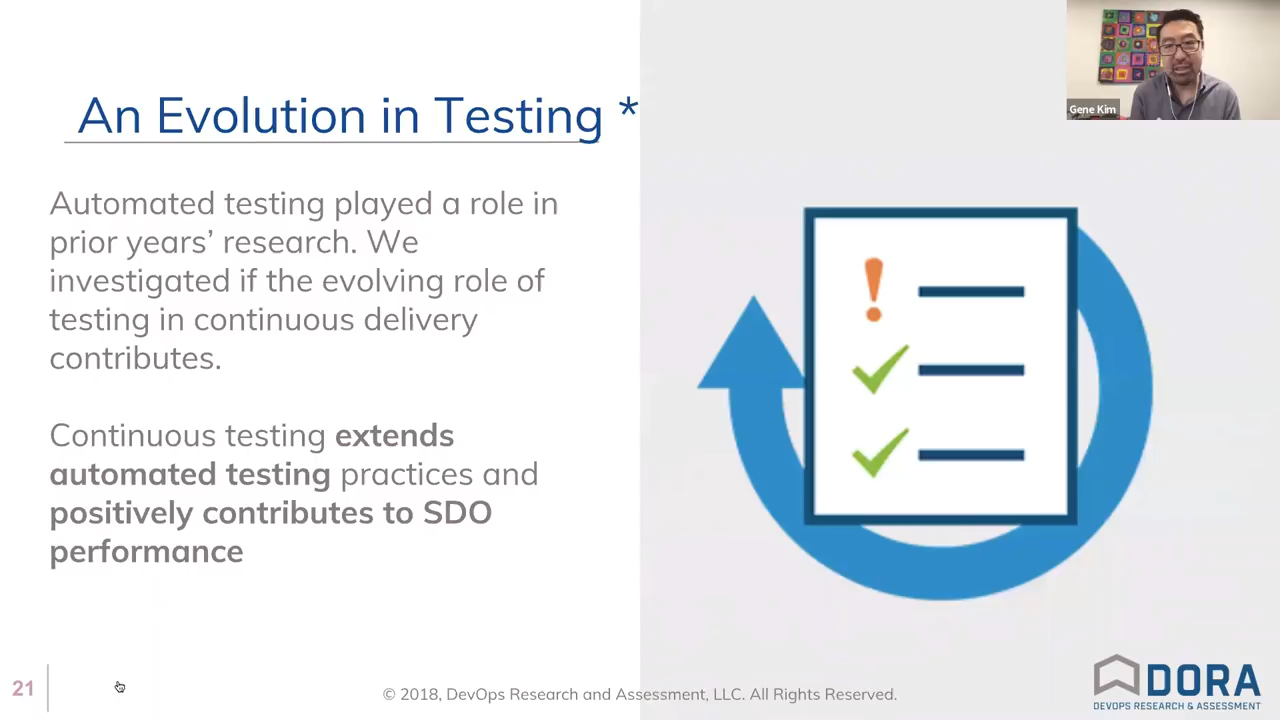 An Evolution in Testing *
Gene Kim
Automated testing played a role in
prior years’ research. We
investigated if the evolving role of
testing in continuous delivery
contributes.
Continuous testing extends
automated testing practices and
positively contributes to SDO
performance
21
© 2018, DevOps Research and Assessment, LLC. All Rights Reserved.
DORA
DEVOPS RESEARCH & ASSESSMENT